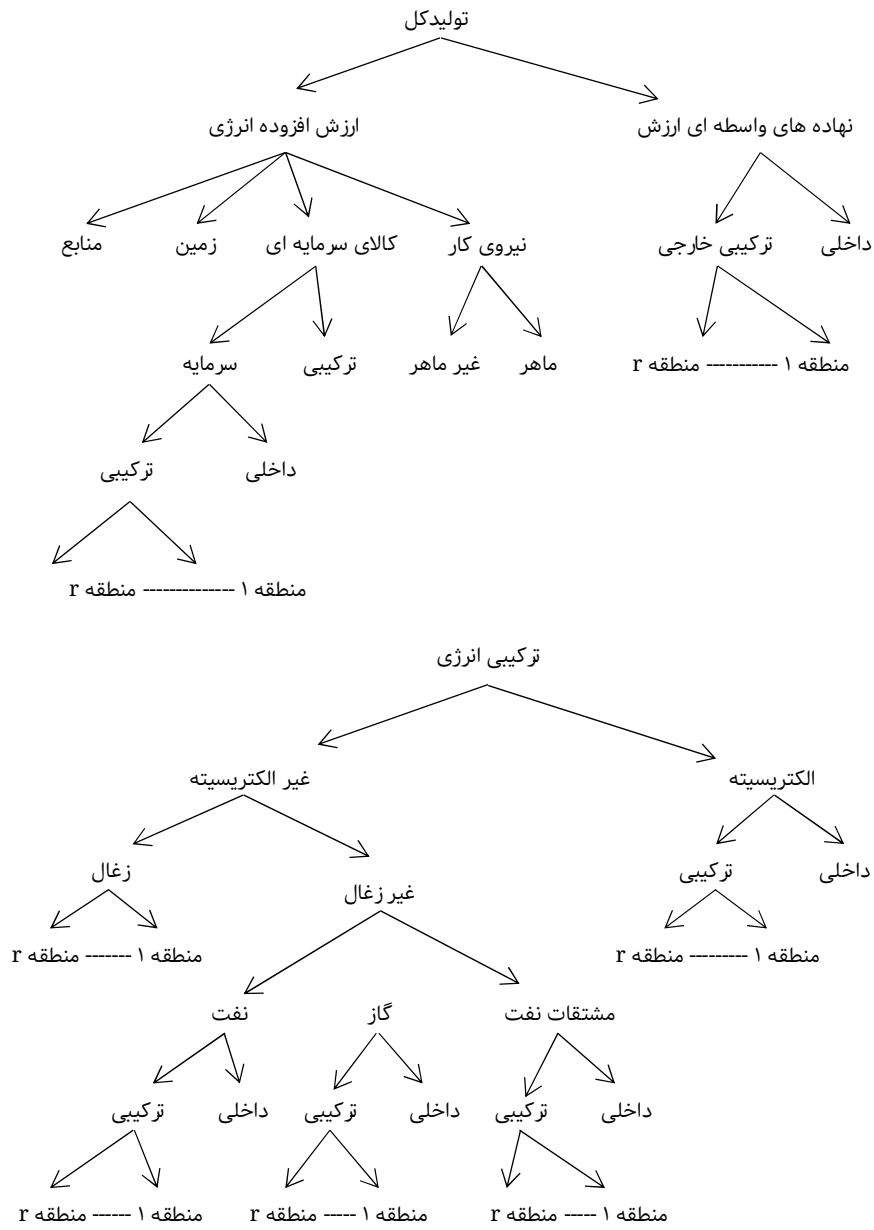 تولیدکل
نهاده های واسطه ای ارزش
ارزش افزوده انرژی
داخلی
ترکیبی خارجی
نیروی کار
کالای سرمایه ای
زمین
منابع
منطقه ۱ ----------- منطقه r
ماهر
غیر ماهر
ترکیبی
سرمایه
داخلی
ترکیبی
منطقه ۱ -------------- منطقه r
ترکیبی انرژی
الکتریسیته
غیر الکتریسیته
داخلی
ترکیبی
غیر زغال
زغال
منطقه ۱ --------- منطقه r
منطقه ۱ ------- منطقه r
مشتقات نفت
گاز
نفت
داخلی
ترکیبی
داخلی
ترکیبی
داخلی
ترکیبی
منطقه ۱ ----- منطقه r
منطقه ۱ ----- منطقه r
منطقه ۱ ------ منطقه r